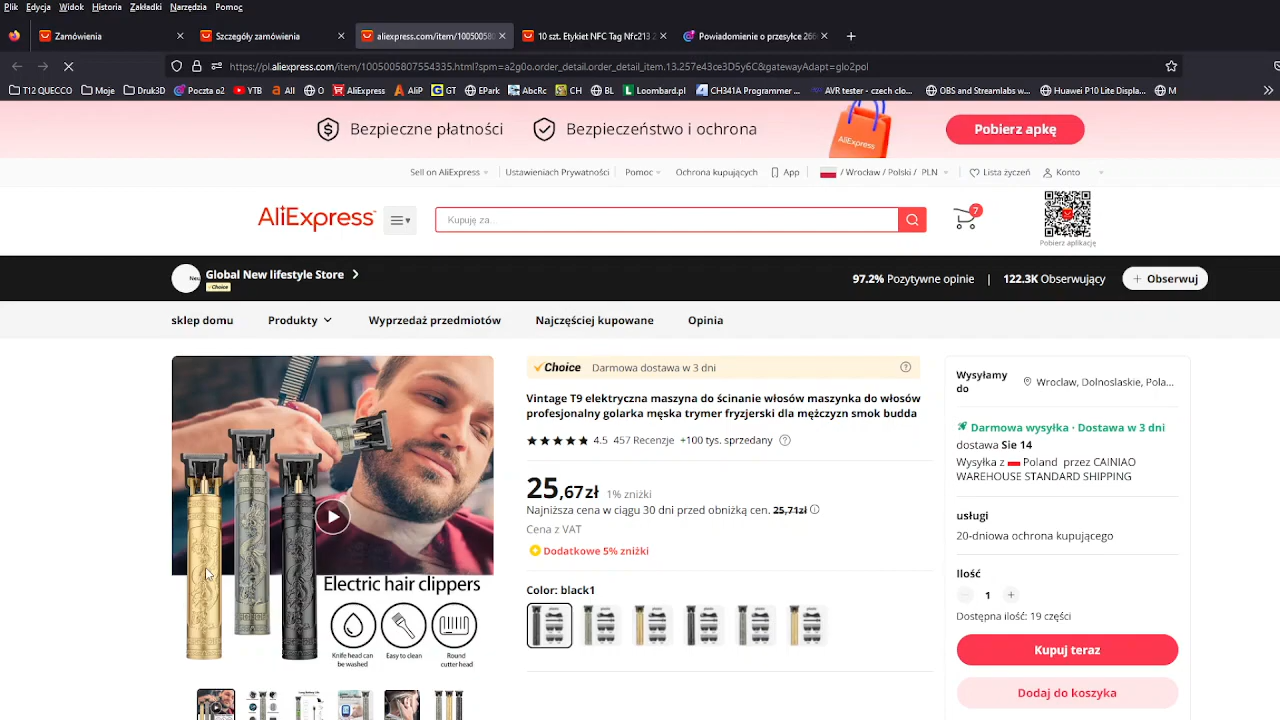 Plik Edycja Widok Historia Zakładki Narzędzia Pomoc
Zamówienia
Szczegóły zamówienia
aliexpress.com/item/100500580
10 szt. Etykiet NFC Tag Nfc213 2
Powiadomienie o przesyłce 266
https://pl.aliexpress.com/item/1005005807554335.html?spm=a2g0o.order_detail.order_detail_item.13.257e43ce3D5y6C&gatewayAdapt=glo2pol
T12 QUECCO Moje Druk3D Poczta o2 YTB All O AliExpress AliP GT EPark AbcRc CH BL Loombard.pl CH341A Programmer ... AVR tester - czech clo... OBS and Streamlabs w... Huawei P10 Lite Displa... M
Bezpieczne płatności
Bezpieczeństwo i ochrona
AliExpress
Pobierz apkę
Sell on AliExpress Ustawieniach Prywatności Pomoc Ochrona kupujących App / Wrocław / Polski / PLN Lista życzeń Konto
AliExpress
Kupuję za...
7
Pobierz aplikację
Global New lifestyle Store
Choice
97.2% Pozytywne opinie | 122.3K Obserwujący
+ Obserwuj
sklep domu Produkty Wyprzedaż przedmiotów Najczęściej kupowane Opinia
Electric hair clippers
Knife head can be washed
Easy to clean
Round cutter head
Choice Darmowa dostawa w 3 dni
Vintage T9 elektryczna maszyna do ścinanie włosów maszynka do włosów
profesjonalny golarka męska trymer fryzjerski dla mężczyzn smok budda
4.5 457 Recenzje +100 tys. sprzedany
25,67zł 1% zniżki
Najniższa cena w ciągu 30 dni przed obniżką cen. 25,71zł
Cena z VAT
Dodatkowe 5% zniżki
Color: black1
Wysyłamy do
Wroclaw, Dolnoslaskie, Pola...
Darmowa wysyłka · Dostawa w 3 dni
dostawa Sie 14
Wysyłka z Poland przez CAINIAO
WAREHOUSE STANDARD SHIPPING
usługi
20-dniowa ochrona kupującego
Ilość
1
Dostępna ilość: 19 części
Kupuj teraz
Dodaj do koszyka